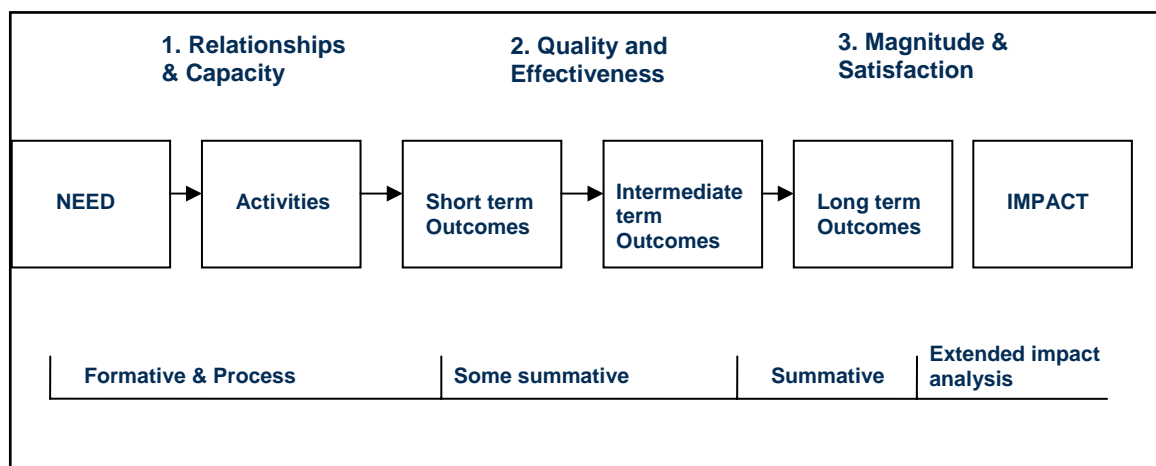 1. Relationships
& Capacity
2. Quality and
Effectiveness
3. Magnitude &
Satisfaction
NEED
Activities
Short term
Outcomes
Intermediate
term
Outcomes
Long term
Outcomes
IMPACT
Formative & Process
Some summative
Summative
Extended impact
analysis